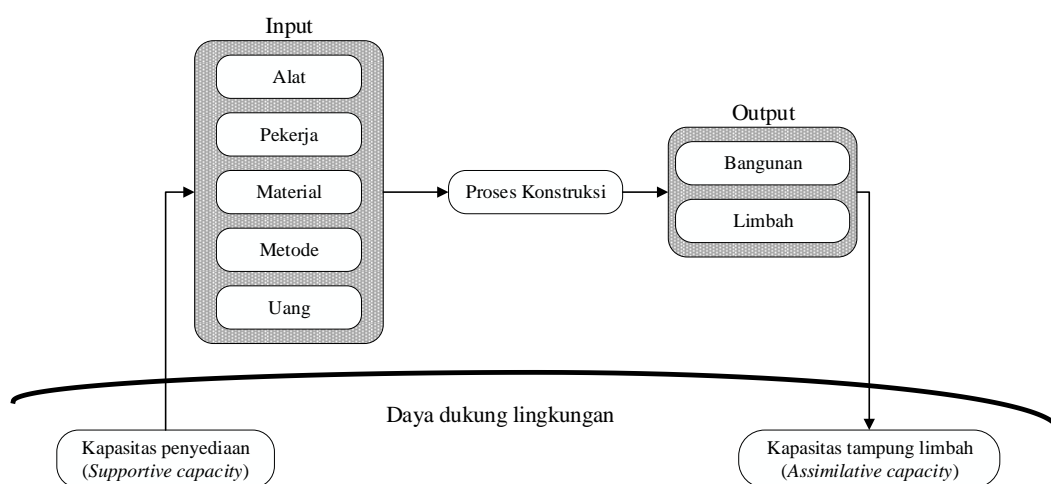 Input
Alat
Pekerja
Material
Metode
Uang
Proses Konstruksi
Output
Bangunan
Limbah
Daya dukung lingkungan
Kapasitas penyediaan
(Supportive capacity)
Kapasitas tampung limbah
(Assimilative capacity)